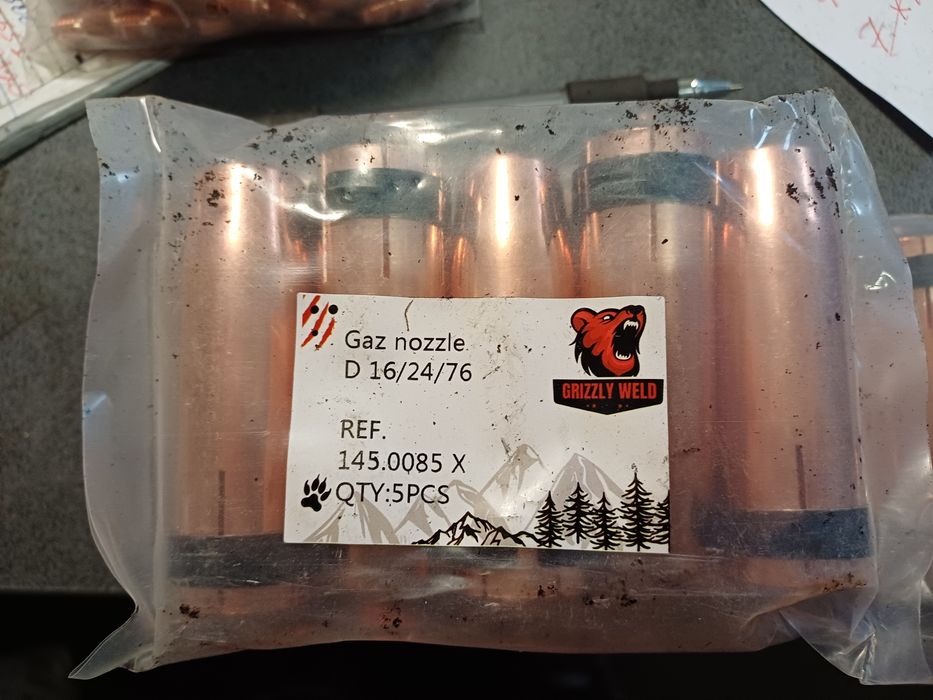 Gaz nozzle
D 16/24/76
GRIZZLY WELD
REF.
145.0085 X
QTY:5PCS